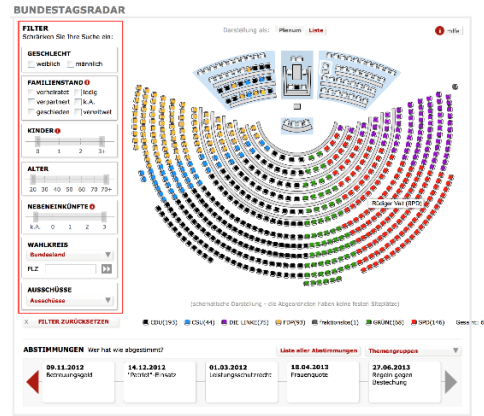 BUNDESTAGSRADAR
FILTER
Schränken Sie Ihre Suche ein:
Darstellung als: Plenum Liste
Hilfe
GESCHLECHT
weiblich männlich
FAMILIENSTAND
verheiratet ledig
verpartnert k.A.
geschieden verwitwet
KINDER
0 1 2 3+
ALTER
20 30 40 50 60 70 70+
NEBENEINKÜNFTE
k.A. 0 1 2 3
WAHLKREIS
Bundesland
PLZ
AUSSCHÜSSE
Ausschüsse
Rüdiger Veit (SPD)
(schematische Darstellung - die Abgeordneten haben keine festen Sitzplätze)
X FILTER ZURÜCKSETZEN
CDU(193) CSU(44) DIE LINKE(75) FDP(93) fraktionslos(1) GRÜNE(68) SPD(146) Gesamt: 6
ABSTIMMUNGEN Wer hat wie abgestimmt?
Liste aller Abstimmungen
Themengruppen
09.11.2012
Betreuungsgeld
14.12.2012
"Patriot"-Einsatz
01.03.2012
Leistungsschutzrecht
18.04.2013
Frauenquote
27.06.2013
Regeln gegen
Bestechung